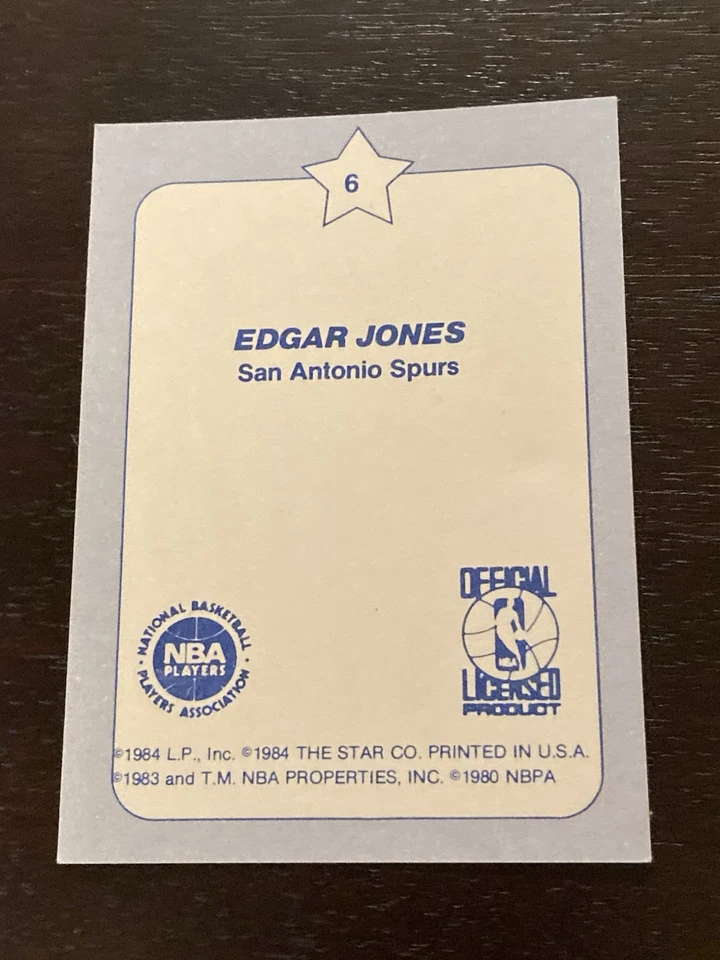 6
EDGAR JONES
San Antonio Spurs
NATIONAL BASKETBALL
NBA
PLAYERS
PLAYERS ASSOCIATION
OFFICIAL
LICENSED
PRODUCT
©1984 L.P., Inc. ©1984 THE STAR CO. PRINTED IN U.S.A.
©1983 and T.M. NBA PROPERTIES, INC. ©1980 NBPA